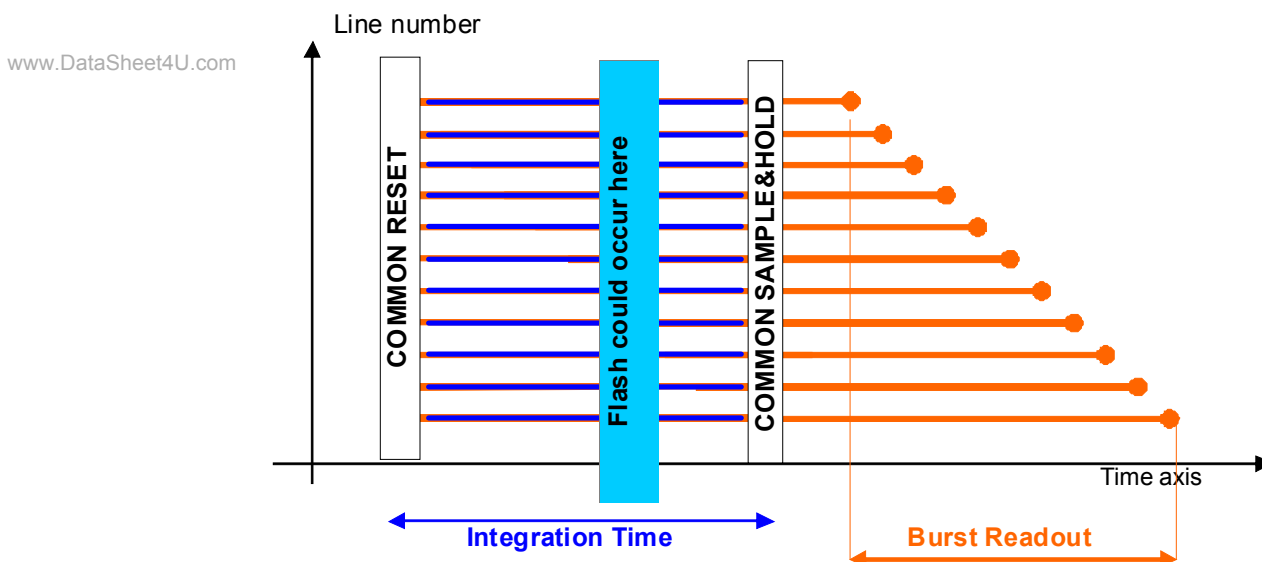 Line number
www.DataSheet4U.com
COMMON RESET
Flash could occur here
COMMON SAMPLE&HOLD
Time axis
Integration Time
Burst Readout